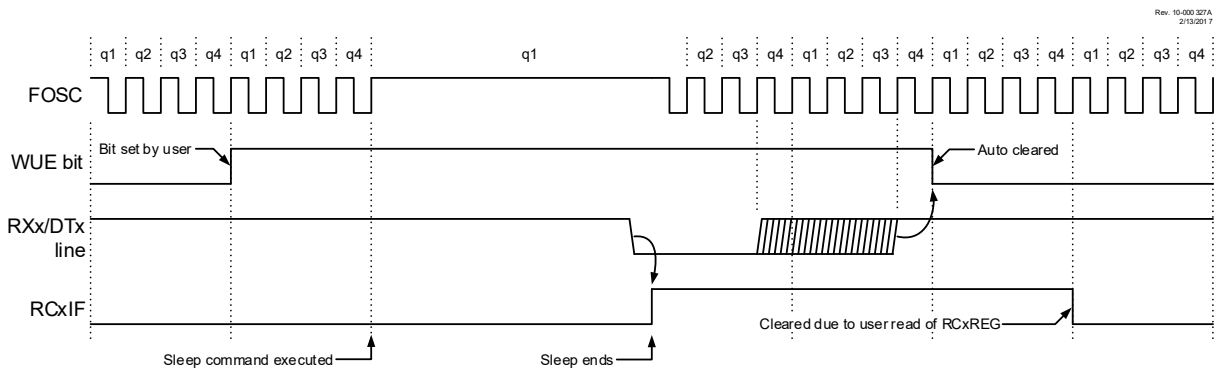 Rev. 10-000 327A
2/13/2017
q1 q2 q3 q4 q1 q2 q3 q4 q1 q2 q3 q4 q1 q2 q3 q4 q1 q2 q3 q4 q1 q2 q3 q4
FOSC
Bit set by user
Auto cleared
WUE bit
RXx/DTx
line
RCxIF
Cleared due to user read of RCxREG
Sleep command executed
Sleep ends